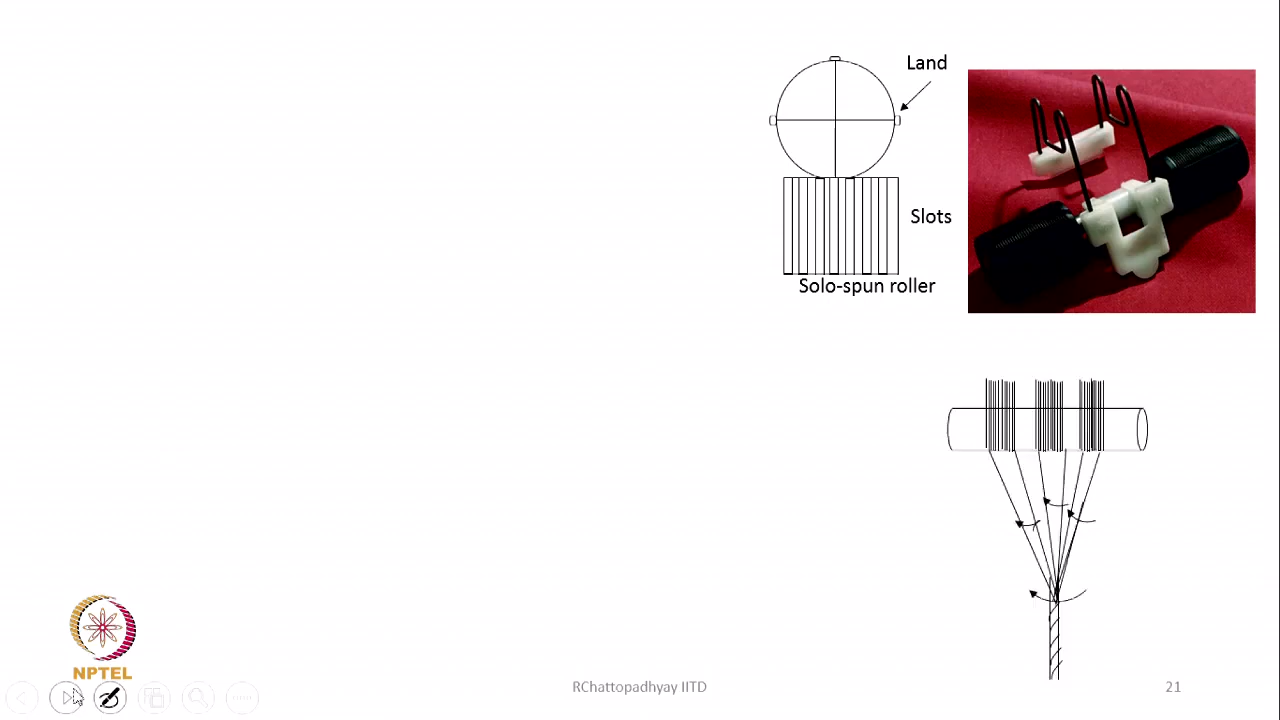 Land
Slots
Solo-spun roller
NPTEL
RChattopadhyay IITD
21